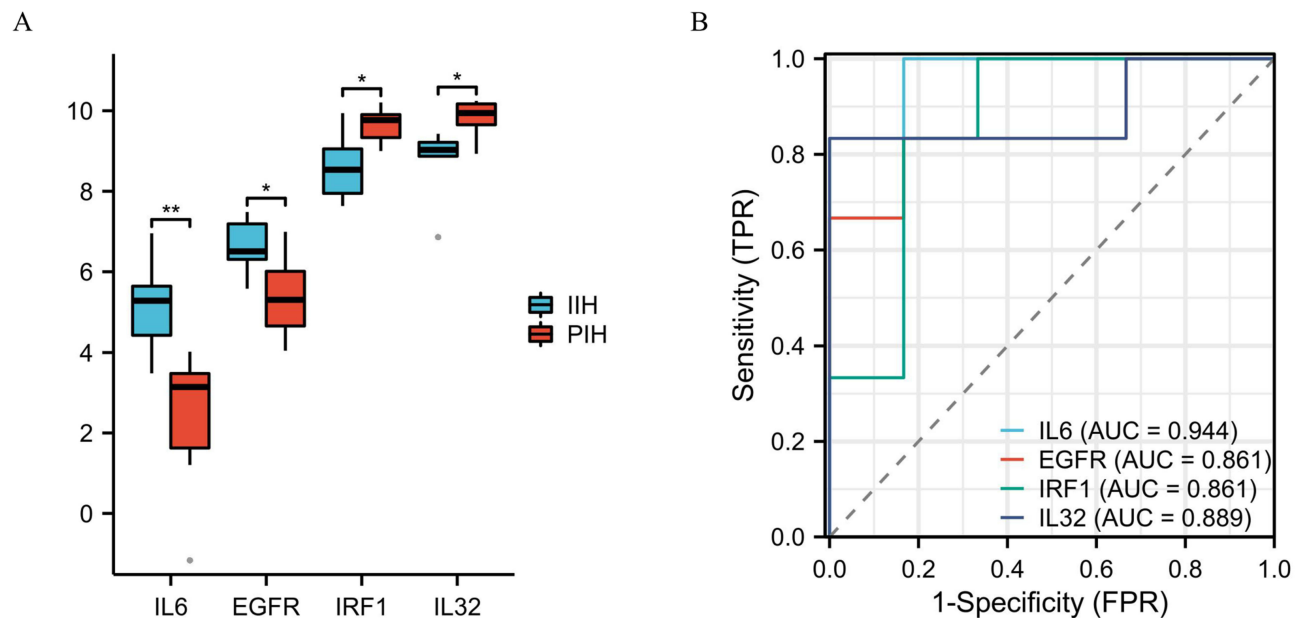 A
10
8
6
4
2
0
**
*
*
*
IIH
PIH
IL6 EGFR IRF1 IL32
B
Sensitivity (TPR)
1.0
0.8
0.6
0.4
0.2
0.0
IL6 (AUC = 0.944)
EGFR (AUC = 0.861)
IRF1 (AUC = 0.861)
IL32 (AUC = 0.889)
0.0 0.2 0.4 0.6 0.8 1.0
1-Specificity (FPR)